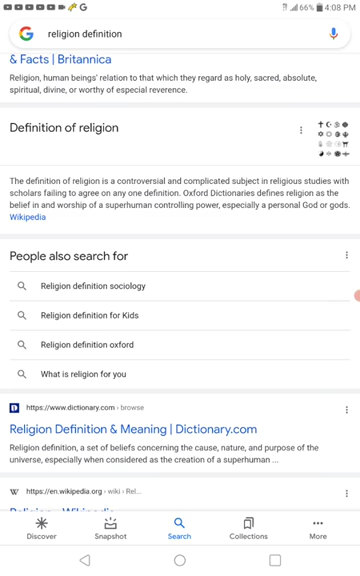 66% 4:08 PM
religion definition
& Facts | Britannica
Religion, human beings' relation to that which they regard as holy, sacred, absolute,
spiritual, divine, or worthy of especial reverence.
Definition of religion
The definition of religion is a controversial and complicated subject in religious studies with
scholars failing to agree on any one definition. Oxford Dictionaries defines religion as the
belief in and worship of a superhuman controlling power, especially a personal God or gods.
Wikipedia
People also search for
Religion definition sociology
Religion definition for Kids
Religion definition oxford
What is religion for you
https://www.dictionary.com › browse
Religion Definition & Meaning | Dictionary.com
Religion definition, a set of beliefs concerning the cause, nature, and purpose of the
universe, especially when considered as the creation of a superhuman ...
W https://en.wikipedia.org › wiki › Rel...
Religion - Wikipedia
Discover Snapshot Search Collections More